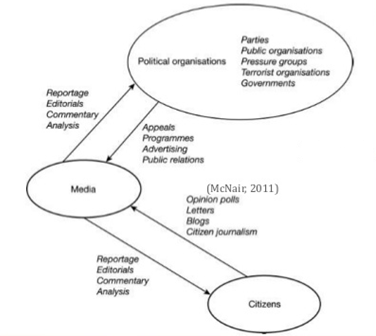 Political organisations
Parties
Public organisations
Pressure groups
Terrorist organisations
Governments
Reportage
Editorials
Commentary
Analysis
Appeals
Programmes
Advertising
Public relations
Media
(McNair, 2011)
Opinion polls
Letters
Blogs
Citizen journalism
Reportage
Editorials
Commentary
Analysis
Citizens